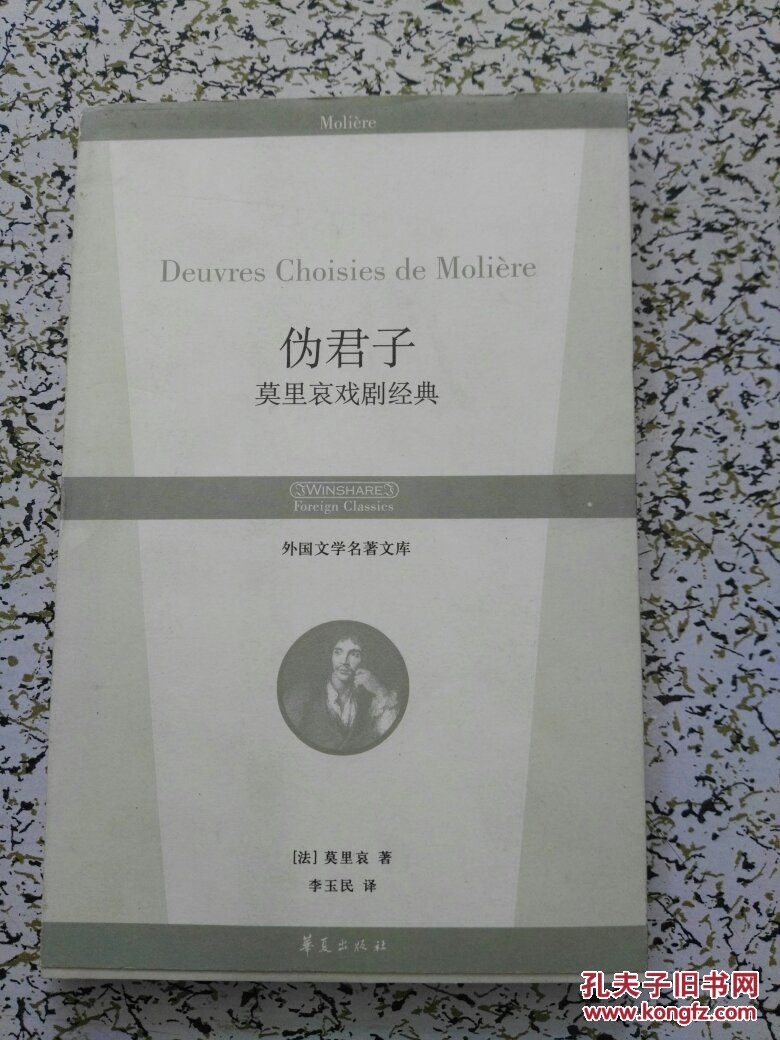 Molière
Deuvres Choisies de Molière
伪君子
莫里哀戏剧经典
WINSHARE
Foreign Classics
外国文学名著文库
[法] 莫里哀 著
李玉民 译
華夏出版社
孔夫子旧书网
www.kongfz.com